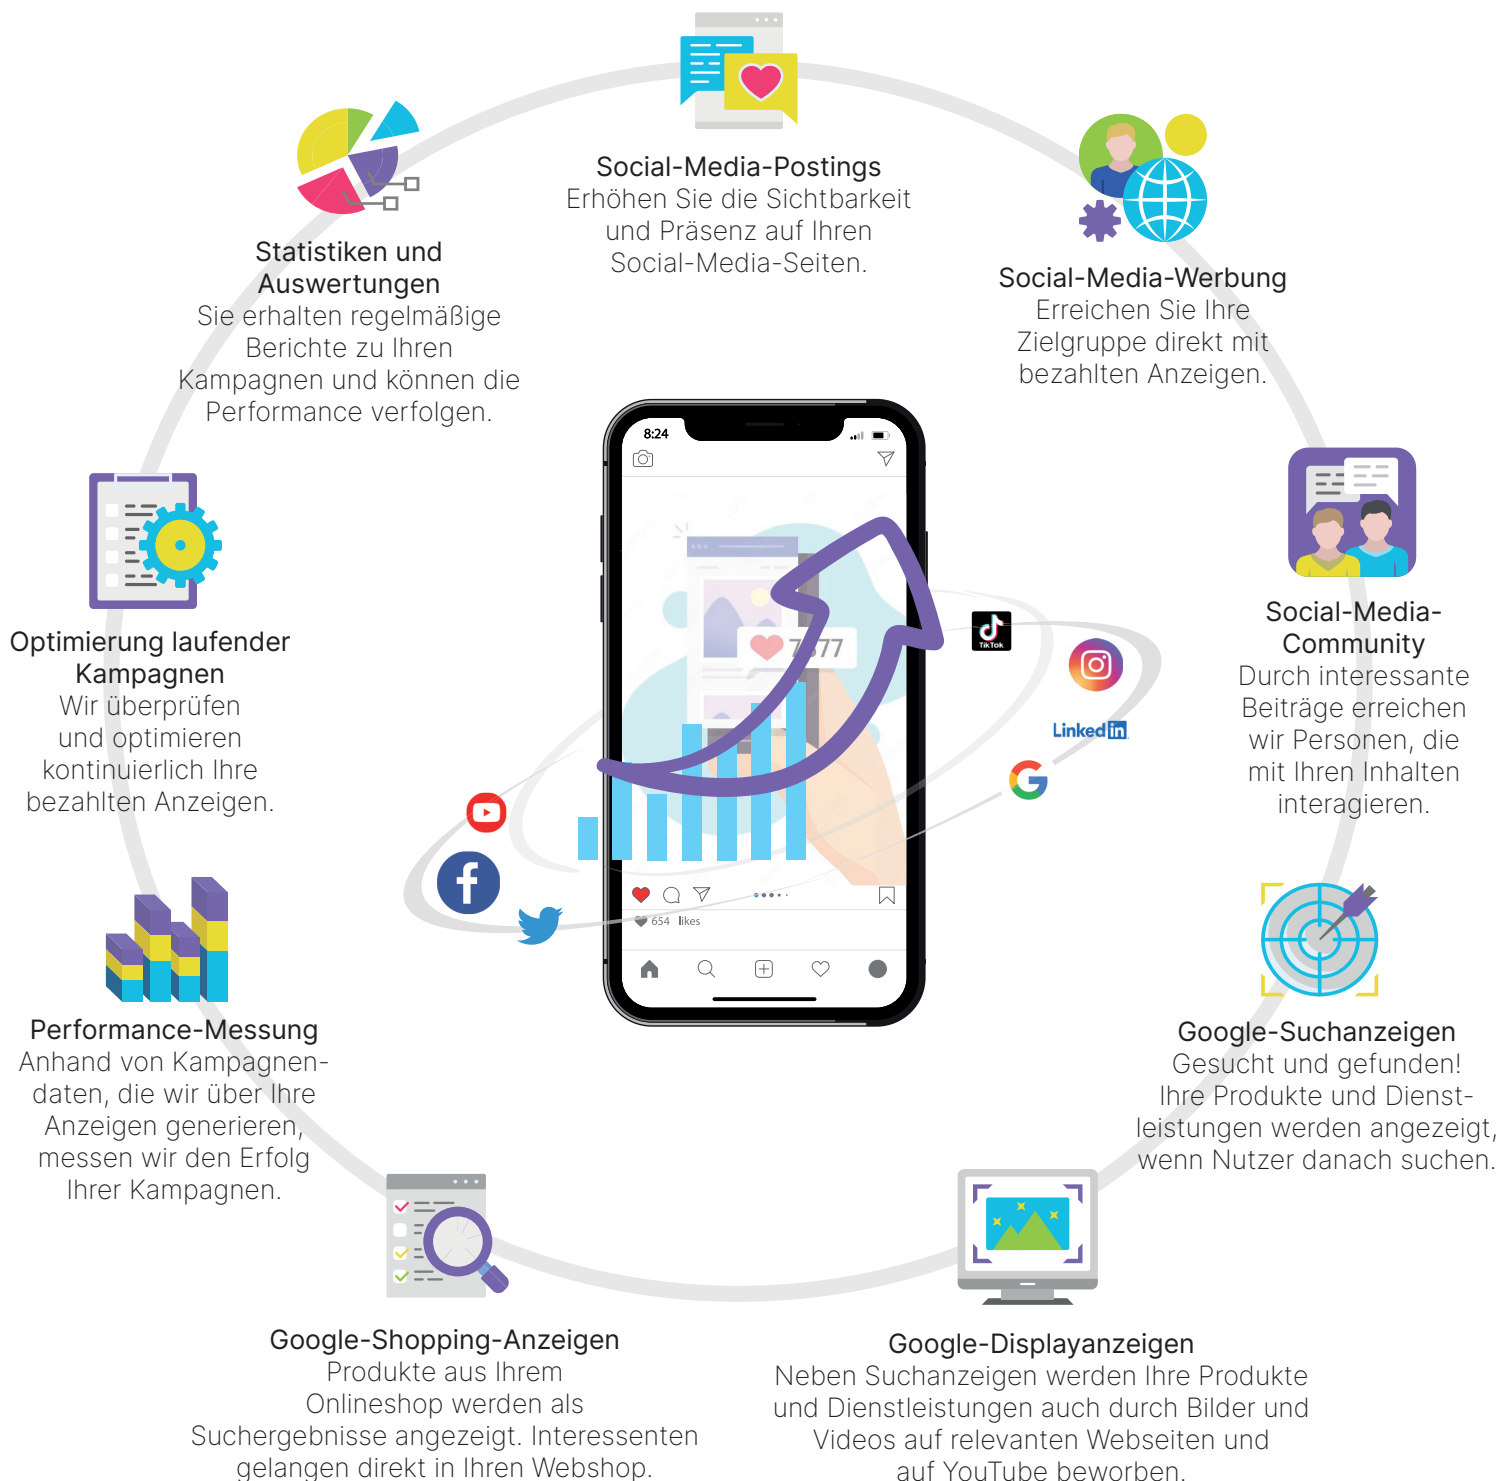 Social-Media-Postings
Erhöhen Sie die Sichtbarkeit
und Präsenz auf Ihren
Social-Media-Seiten.
Social-Media-Werbung
Erreichen Sie Ihre
Zielgruppe direkt mit
bezahlten Anzeigen.
Social-Media-
Community
Durch interessante
Beiträge erreichen
wir Personen, die
mit Ihren Inhalten
interagieren.
Google-Suchanzeigen
Gesucht und gefunden!
Ihre Produkte und Dienst-
leistungen werden angezeigt,
wenn Nutzer danach suchen.
Google-Displayanzeigen
Neben Suchanzeigen werden Ihre Produkte
und Dienstleistungen auch durch Bilder und
Videos auf relevanten Webseiten und
auf YouTube beworben.
Google-Shopping-Anzeigen
Produkte aus Ihrem
Onlineshop werden als
Suchergebnisse angezeigt. Interessenten
gelangen direkt in Ihren Webshop.
Performance-Messung
Anhand von Kampagnen-
daten, die wir über Ihre
Anzeigen generieren,
messen wir den Erfolg
Ihrer Kampagnen.
Optimierung laufender
Kampagnen
Wir überprüfen
und optimieren
kontinuierlich Ihre
bezahlten Anzeigen.
Statistiken und
Auswertungen
Sie erhalten regelmäßige
Berichte zu Ihren
Kampagnen und können die
Performance verfolgen.
8:24
654 likes
TikTok
Linked in